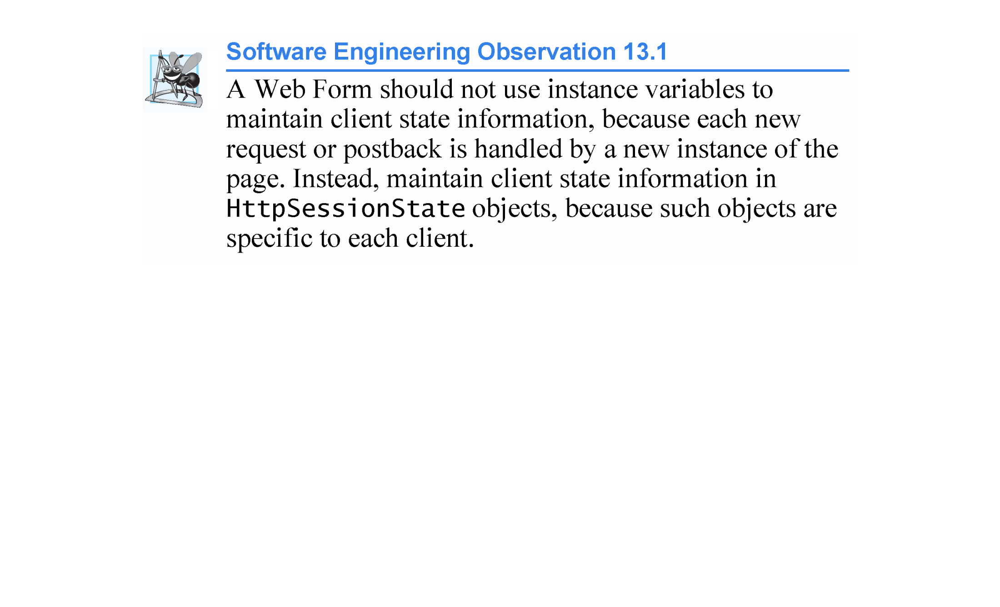 Software Engineering Observation 13.1
A Web Form should not use instance variables to
maintain client state information, because each new
request or postback is handled by a new instance of the
page. Instead, maintain client state information in
HttpSessionState objects, because such objects are
specific to each client.